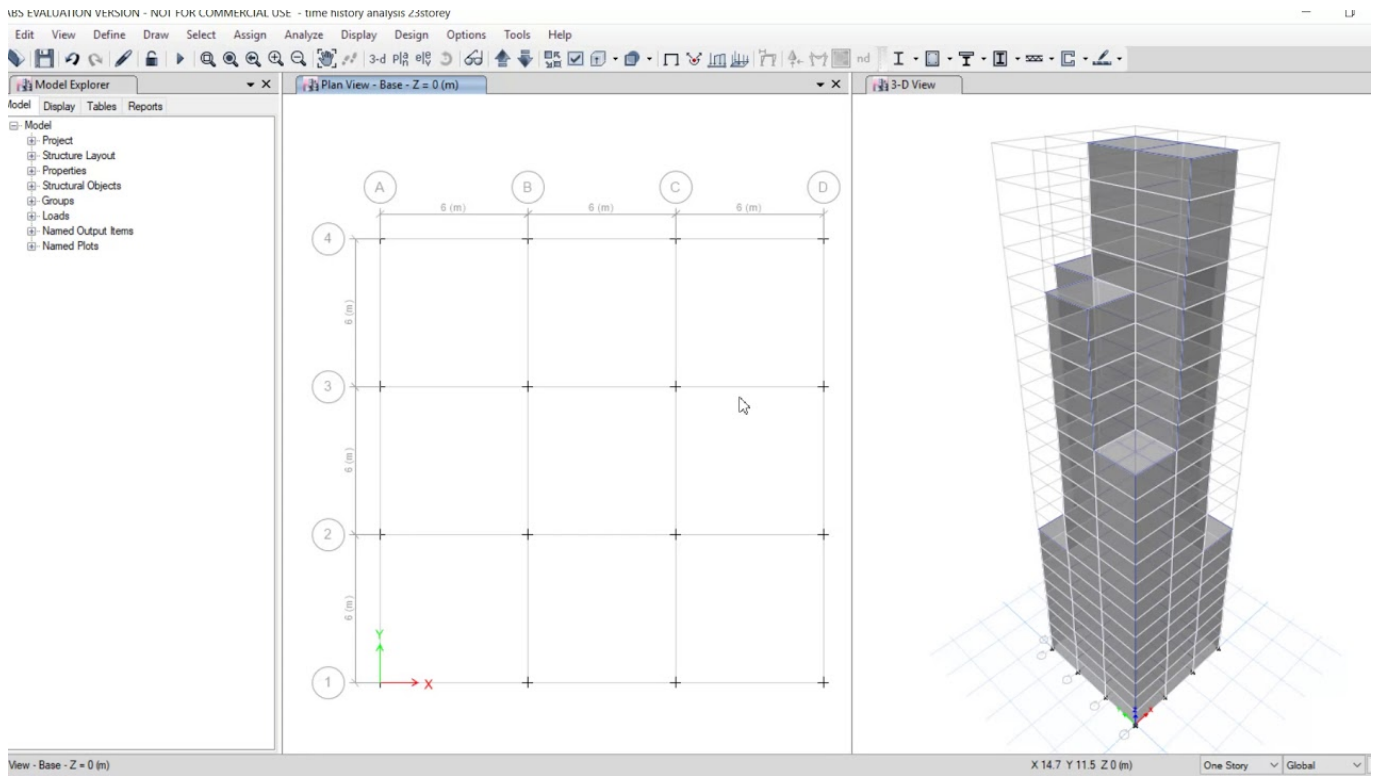 ABS EVALUATION VERSION - NOT FOR COMMERCIAL USE - time history analysis 23storey
Edit View Define Draw Select Assign Analyze Display Design Options Tools Help
3-d
nd
Model Explorer
Plan View - Base - Z = 0 (m)
3-D View
Model Display Tables Reports
Model
Project
Structure Layout
Properties
Structural Objects
Groups
Loads
Named Output Items
Named Plots
A B C D
6 (m) 6 (m) 6 (m)
4
6 (m)
3
6 (m)
2
6 (m)
Y
1
X
View - Base - Z = 0 (m)
X 14.7 Y 11.5 Z 0 (m)
One Story
Global